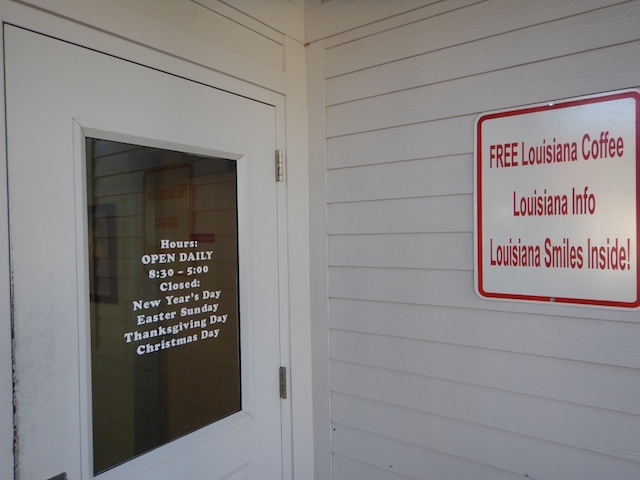 Hours:
OPEN DAILY
8:30 - 5:00
Closed:
New Year's Day
Easter Sunday
Thanksgiving Day
Christmas Day
FREE Louisiana Coffee
Louisiana Info
Louisiana Smiles Inside!